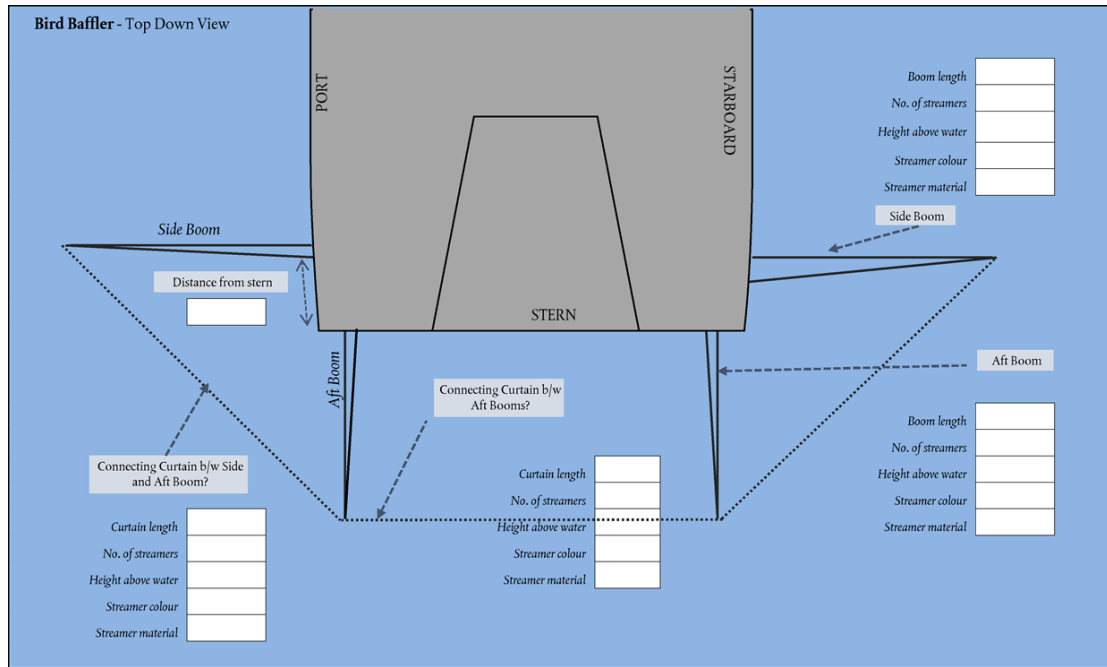 Bird Baffler - Top Down View
PORT
STARBOARD
Boom length
No. of streamers
Height above water
Streamer colour
Streamer material
Side Boom
Side Boom
Distance from stern
STERN
Aft Boom
Aft Boom
Connecting Curtain b/w
Aft Booms?
Boom length
No. of streamers
Height above water
Streamer colour
Streamer material
Connecting Curtain b/w Side
and Aft Boom?
Curtain length
No. of streamers
Height above water
Streamer colour
Streamer material
Curtain length
No. of streamers
Height above water
Streamer colour
Streamer material